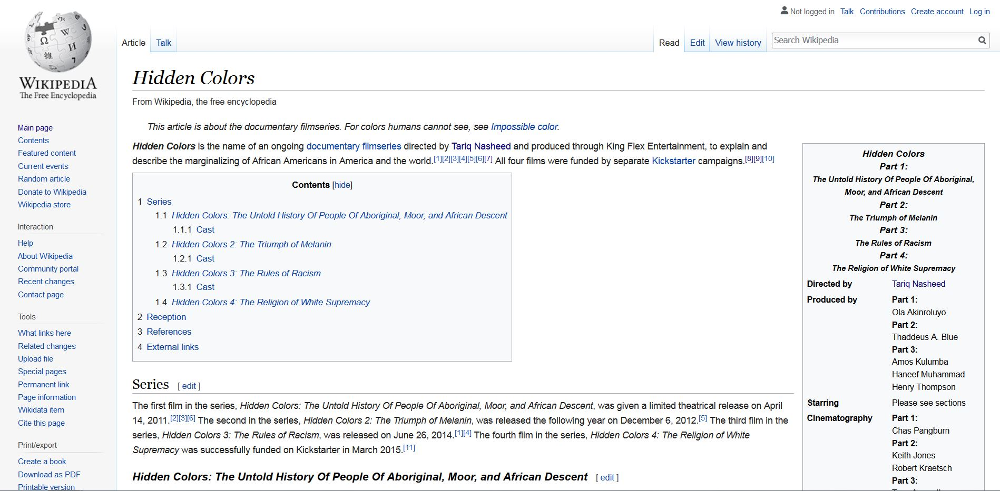 Not logged in Talk Contributions Create account Log in
Article Talk Read Edit View history Search Wikipedia
WIKIPEDIA
The Free Encyclopedia
Main page
Contents
Featured content
Current events
Random article
Donate to Wikipedia
Wikipedia store
Interaction
Help
About Wikipedia
Community portal
Recent changes
Contact page
Tools
What links here
Related changes
Upload file
Special pages
Permanent link
Page information
Wikidata item
Cite this page
Print/export
Create a book
Download as PDF
Printable version
Hidden Colors
From Wikipedia, the free encyclopedia
This article is about the documentary filmseries. For colors humans cannot see, see Impossible color.
Hidden Colors is the name of an ongoing documentary filmseries directed by Tariq Nasheed and produced through King Flex Entertainment, to explain and
describe the marginalizing of African Americans in America and the world.[1][2][3][4][5][6][7] All four films were funded by separate Kickstarter campaigns.[8][9][10]
Contents [hide]
1 Series
1.1 Hidden Colors: The Untold History Of People Of Aboriginal, Moor, and African Descent
1.1.1 Cast
1.2 Hidden Colors 2: The Triumph of Melanin
1.2.1 Cast
1.3 Hidden Colors 3: The Rules of Racism
1.3.1 Cast
1.4 Hidden Colors 4: The Religion of White Supremacy
2 Reception
3 References
4 External links
Series [ edit ]
The first film in the series, Hidden Colors: The Untold History Of People Of Aboriginal, Moor, and African Descent, was given a limited theatrical release on April
14, 2011.[2][3][6] The second in the series, Hidden Colors 2: The Triumph of Melanin, was released the following year on December 6, 2012.[5] The third film in the
series, Hidden Colors 3: The Rules of Racism, was released on June 26, 2014.[1][4] The fourth film in the series, Hidden Colors 4: The Religion of White
Supremacy was successfully funded on Kickstarter in March 2015.[11]
Hidden Colors: The Untold History Of People Of Aboriginal, Moor, and African Descent [ edit ]
Hidden Colors
Part 1:
The Untold History Of People Of Aboriginal,
Moor, and African Descent
Part 2:
The Triumph of Melanin
Part 3:
The Rules of Racism
Part 4:
The Religion of White Supremacy
Directed by Tariq Nasheed
Produced by Part 1:
Ola Akinroluyo
Part 2:
Thaddeus A. Blue
Part 3:
Amos Kulumba
Haneef Muhammad
Henry Thompson
Starring Please see sections
Cinematography Part 1:
Chas Pangburn
Part 2:
Keith Jones
Robert Kraetsch
Part 3: